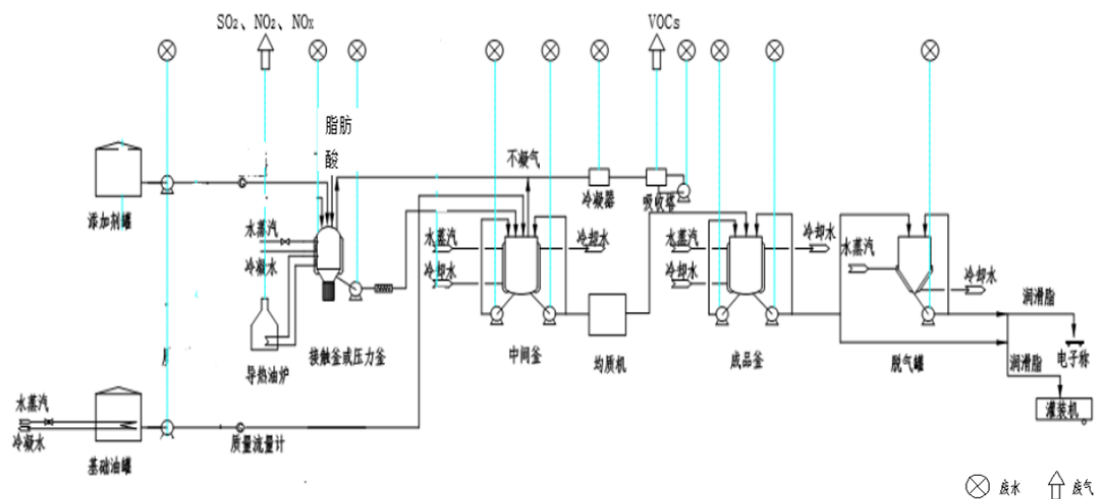 SO₂、NO₂、NOx
VOCs
脂肪
酸
不凝气
添加剂罐
水蒸汽
冷凝水
导热油炉
接触釜或压力釜
水蒸汽
冷却水
冷却水
中间釜
冷凝器
吸收塔
均质机
水蒸汽
冷却水
冷却水
成品釜
水蒸汽
冷却水
脱气罐
润滑脂
电子称
润滑脂
灌装机
水蒸汽
冷凝水
基础油罐
质量流量计
废水
废气